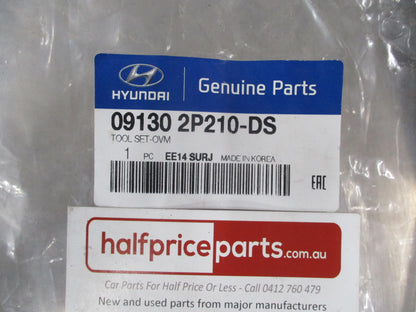 HYUNDAI
Genuine Parts
09130 2P210-DS
TOOL SET-OVM
1 PC EE14 SURJ MADE IN KOREA
EAC
halfpriceparts.com.au
Car Parts For Half Price Or Less - Call 0412 760 479
New and used parts from major manufacturers